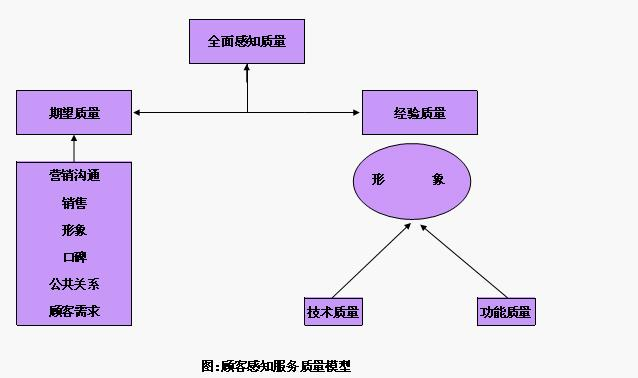 全面感知质量
期望质量
经验质量
营销沟通
销售
形象
口碑
公共关系
顾客需求
形 象
技术质量
功能质量
图:顾客感知服务质量模型